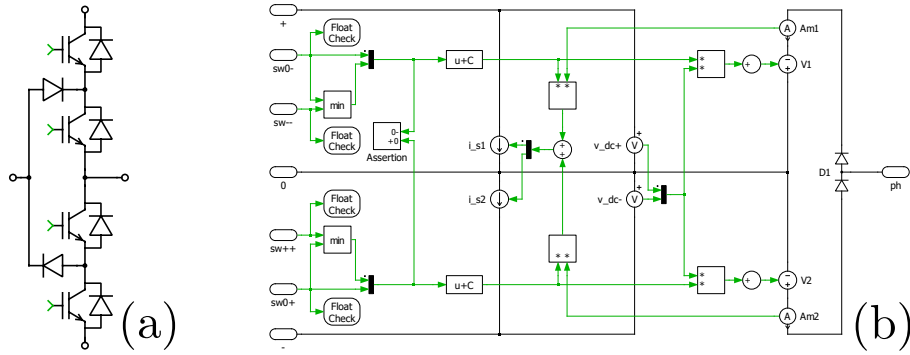 +
Float
Check
sw0-
min
sw--
Float
Check
0-
+0
Assertion
u+C
* *
i_s1
+
+
v_dc+
+
V
*
*
+
A
Am1
-
+
V1
0
i_s2
v_dc-
+
V
D1
ph
Float
Check
sw++
min
sw0+
Float
Check
u+C
* *
*
*
+
-
+
V2
A
Am2
-
(a)
(b)